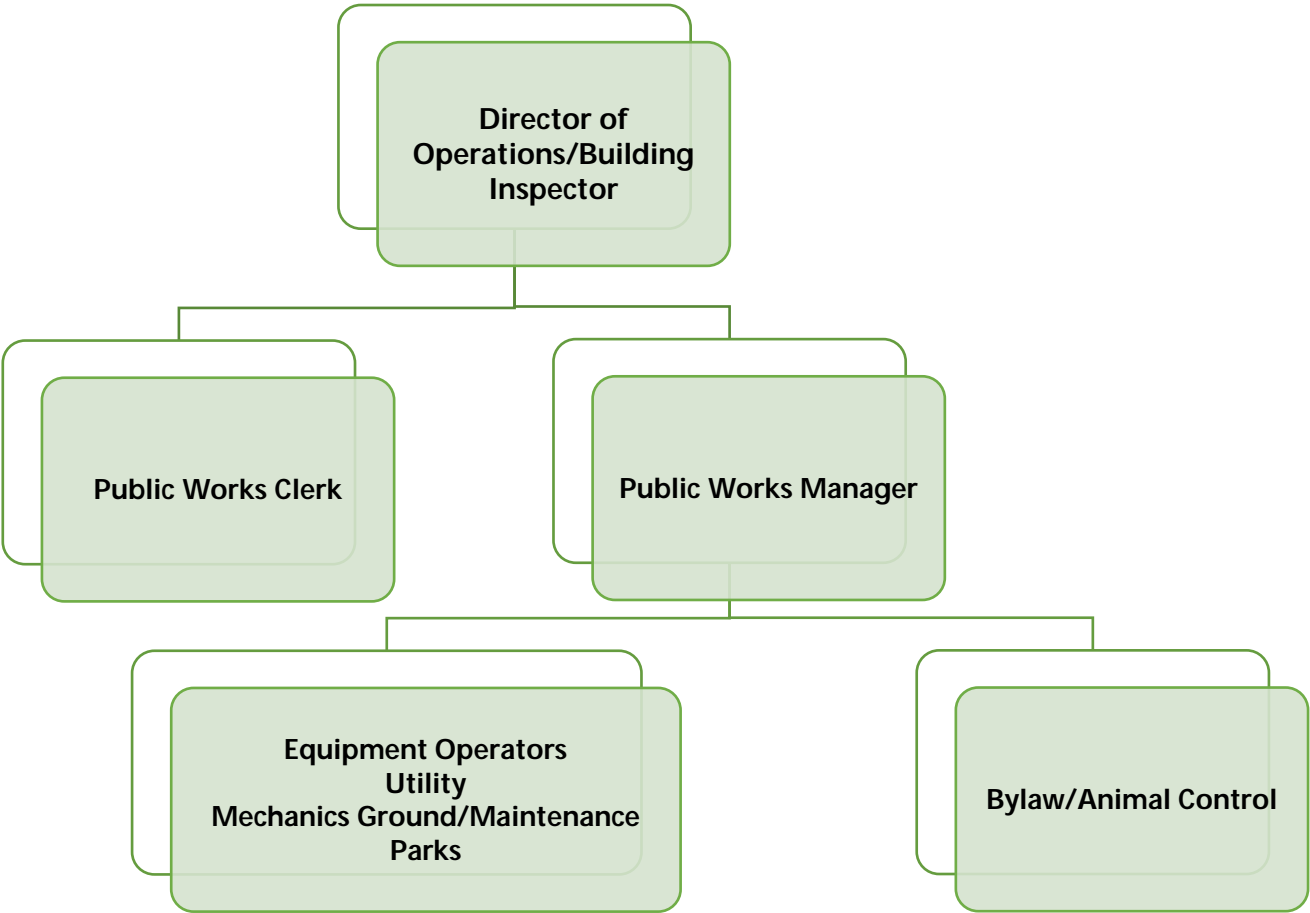 Director of
Operations/Building
Inspector
Public Works Clerk
Public Works Manager
Equipment Operators
Utility
Mechanics Ground/Maintenance
Parks
Bylaw/Animal Control